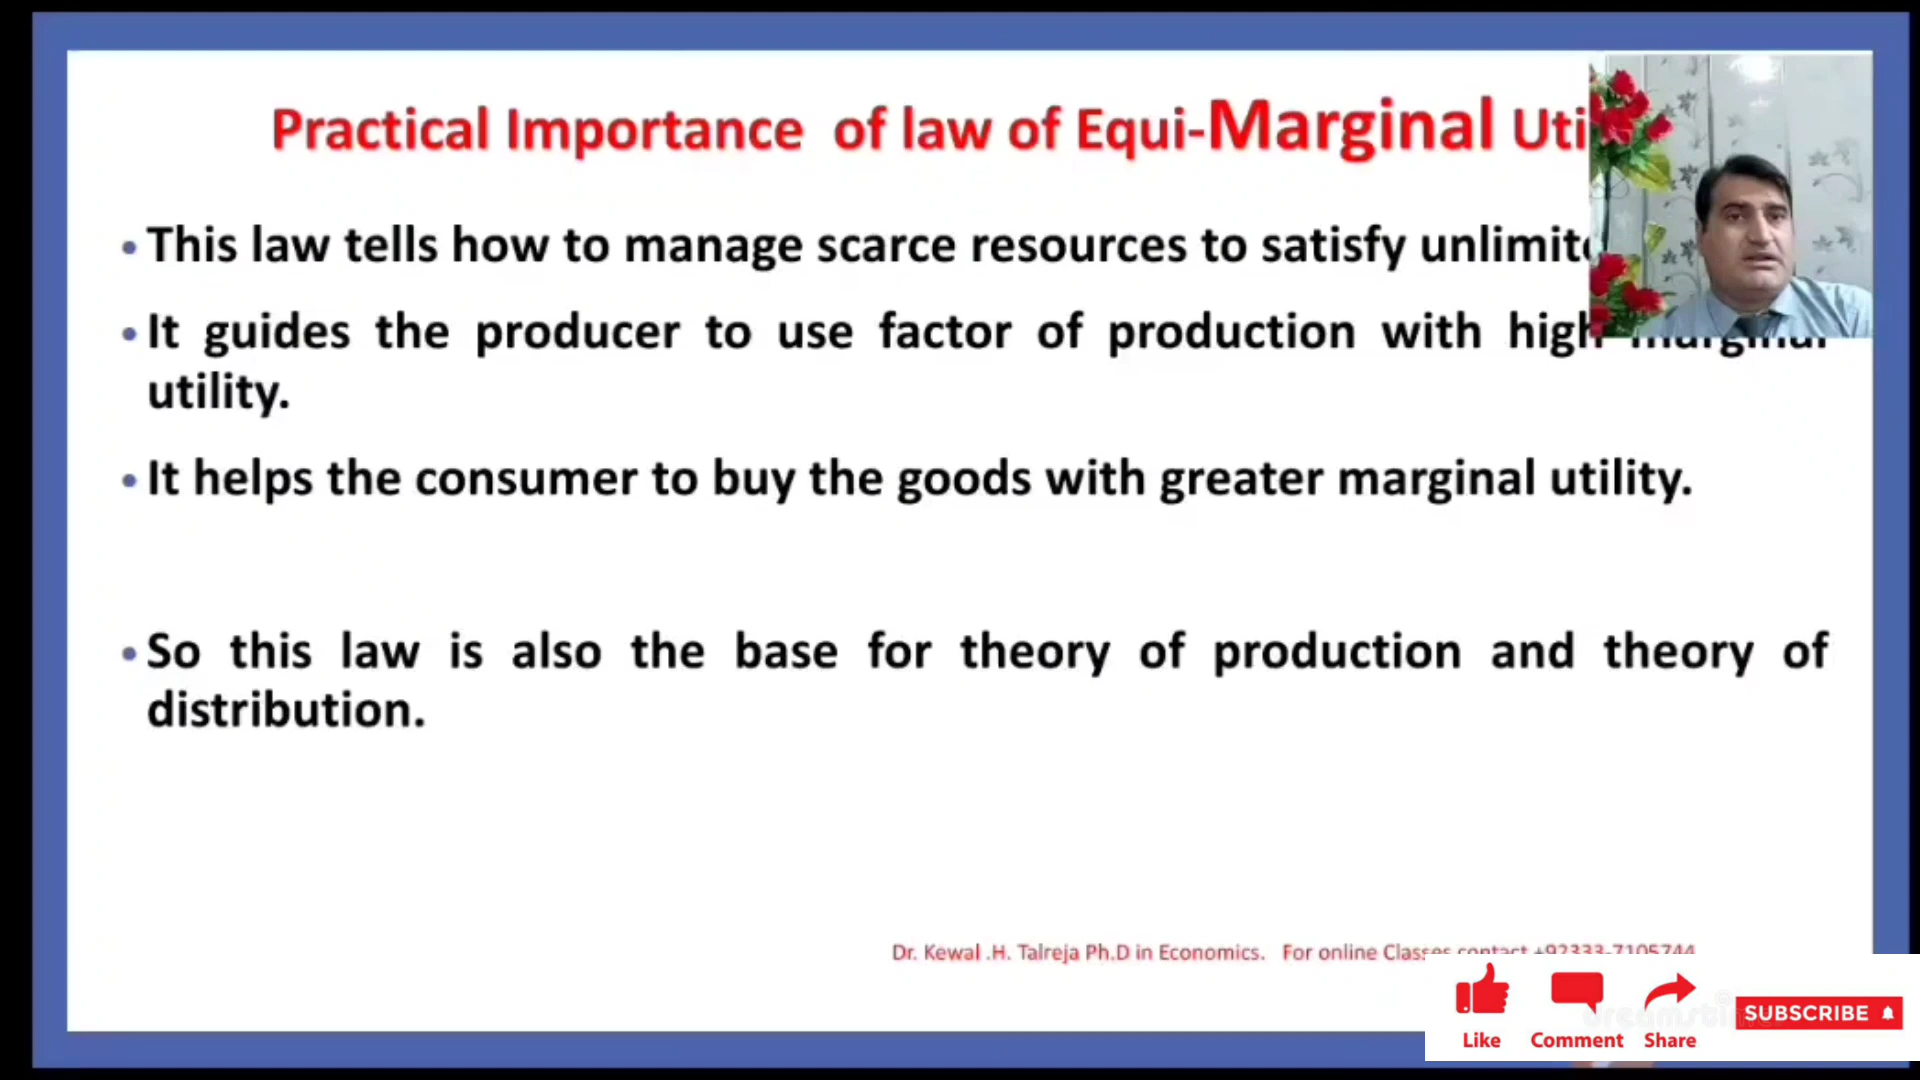 Practical Importance of law of Equi-Marginal
• This law tells how to manage scarce resources to satisfy
• It guides the producer to use factor of production with high
utility.
• It helps the consumer to buy the goods with greater marginal utility.
• So this law is also the base for theory of production and theory of
distribution.
Dr. Kewal .H. Talreja Ph.D in Economics. For online Classes contact +92333-7105744
Like Comment Share SUBSCRIBE